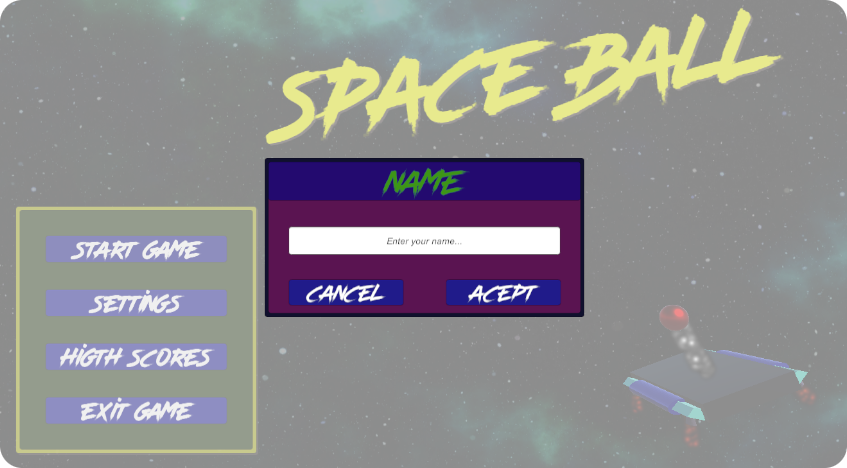 SPACE BALL
NAME
Enter your name...
CANCEL ACEPT
START GAME
SETTINGS
HIGTH SCORES
EXIT GAME